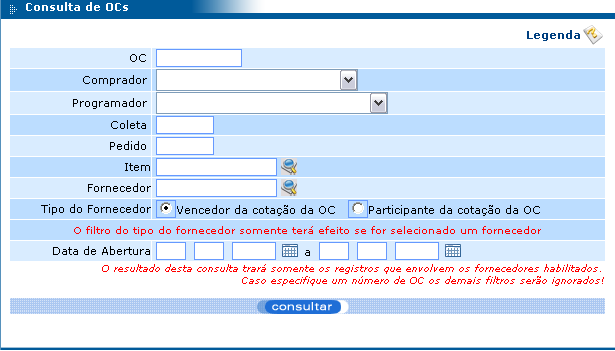 Consulta de OCs
Legenda
OC
Comprador
Programador
Coleta
Pedido
Item
Fornecedor
Tipo do Fornecedor Vencedor da cotação da OC Participante da cotação da OC
O filtro do tipo do fornecedor somente terá efeito se for selecionado um fornecedor
Data de Abertura a
O resultado desta consulta trará somente os registros que envolvem os fornecedores habilitados.
Caso especifique um número de OC os demais filtros serão ignorados!
consultar